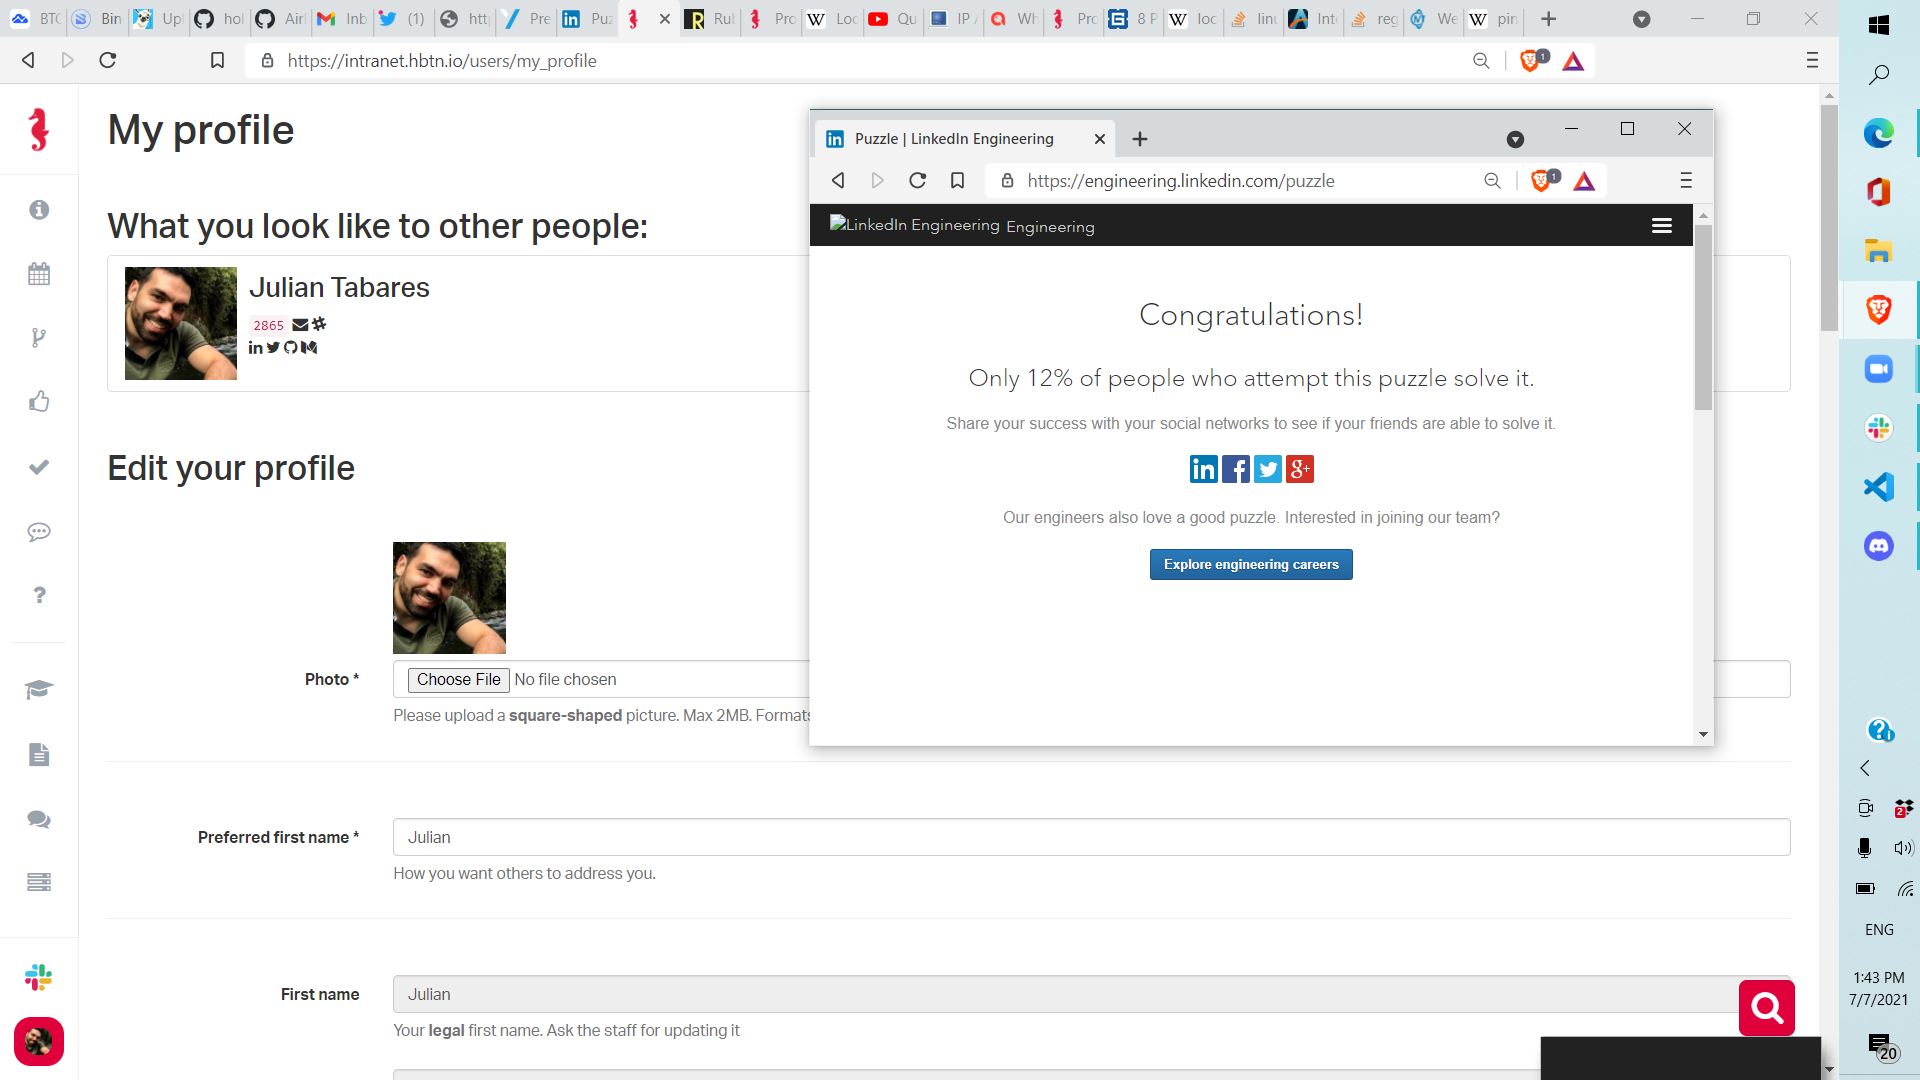 BTC
Bin
Up
hol
Air
Inb
(1)
htt
Pre
Puz
Rub
Pro
Loc
Qu
IP A
Wh
Pro
8 P
loc
linu
Inte
reg
We
pin
https://intranet.hbtn.io/users/my_profile
1
My profile
What you look like to other people:
Julian Tabares
2865
Edit your profile
Photo *
Choose File No file chosen
Please upload a square-shaped picture. Max 2MB. Formats
Preferred first name *
Julian
How you want others to address you.
First name
Julian
Your legal first name. Ask the staff for updating it
Puzzle | LinkedIn Engineering
https://engineering.linkedin.com/puzzle
1
LinkedIn Engineering Engineering
Congratulations!
Only 12% of people who attempt this puzzle solve it.
Share your success with your social networks to see if your friends are able to solve it.
Our engineers also love a good puzzle. Interested in joining our team?
Explore engineering careers
2
ENG
1:43 PM
7/7/2021
20